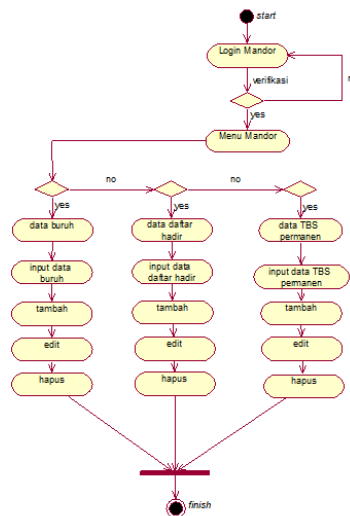 start
Login Mandor
verifikasi
yes
Menu Mandor
no
no
yes
yes
yes
data buruh
data daftar
hadir
data TBS
permanen
input data
buruh
input data
daftar hadir
input data TBS
permanen
tambah
tambah
tambah
edit
edit
edit
hapus
hapus
hapus
finish